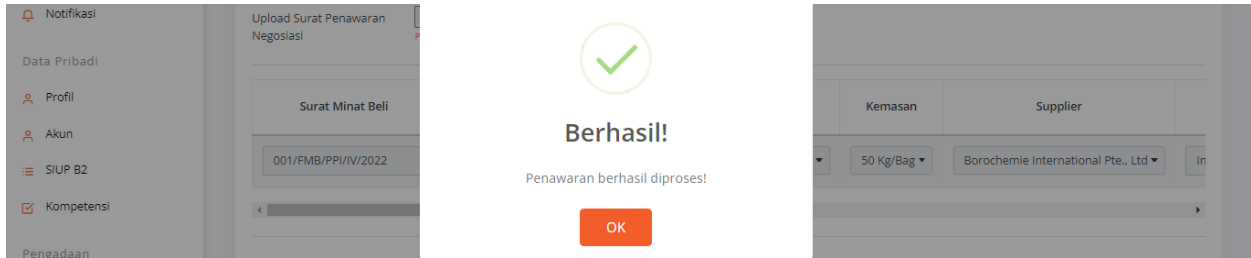 Notifikasi
Data Pribadi
Profil
Akun
SIUP B2
Kompetensi
Pengadaan
Upload Surat Penawaran
Negosiasi
Surat Minat Beli
Kemasan
Supplier
001/FMB/PPI/IV/2022
50 Kg/Bag
Borochemie International Pte., Ltd
Berhasil!
Penawaran berhasil diproses!
OK